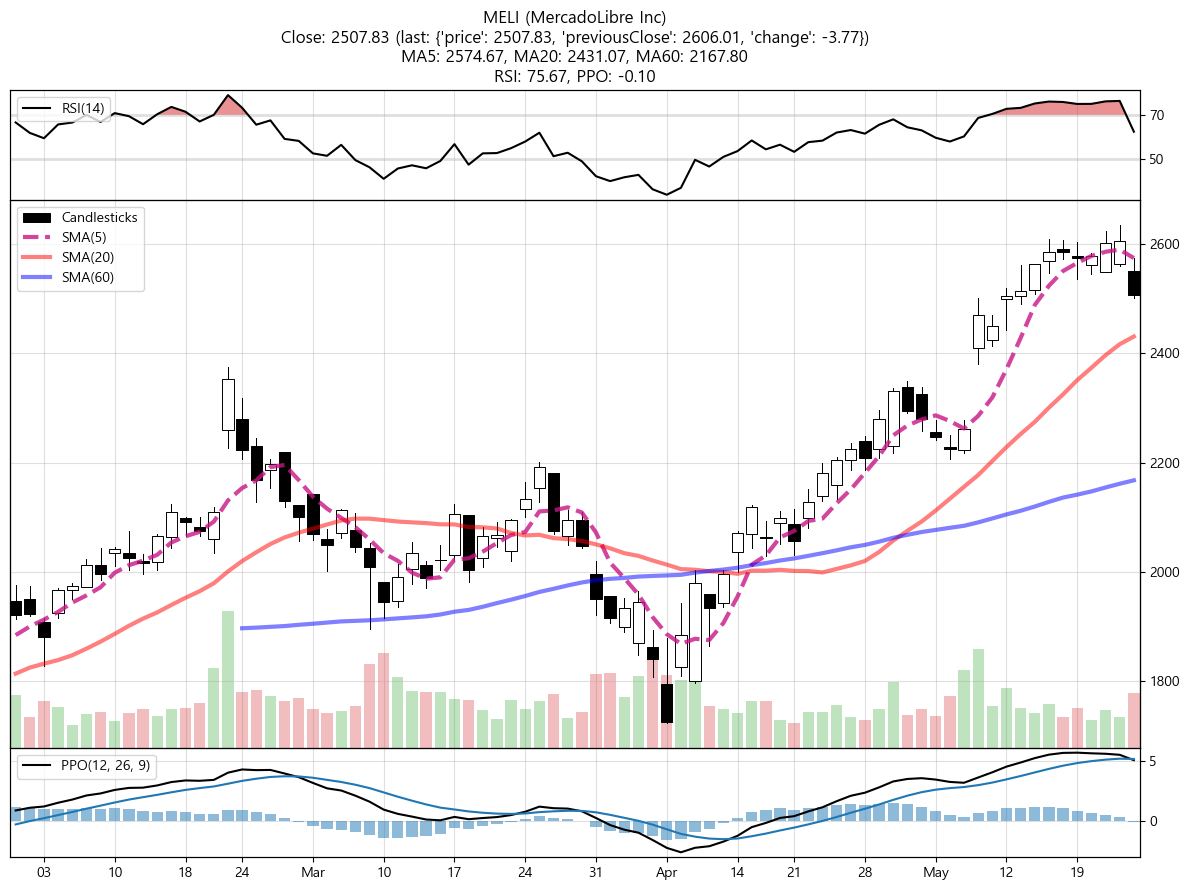 MELI (MercadoLibre Inc)
Close: 2507.83 (last: {'price': 2507.83, 'previousClose': 2606.01, 'change': -3.77})
MA5: 2574.67, MA20: 2431.07, MA60: 2167.80
RSI: 75.67, PPO: -0.10
RSI(14)
70
50
Candlesticks
SMA(5)
SMA(20)
SMA(60)
2600
2400
2200
2000
1800
PPO(12, 26, 9)
5
0
03 10 18 24 Mar 10 17 24 31 Apr 14 21 28 May 12 19